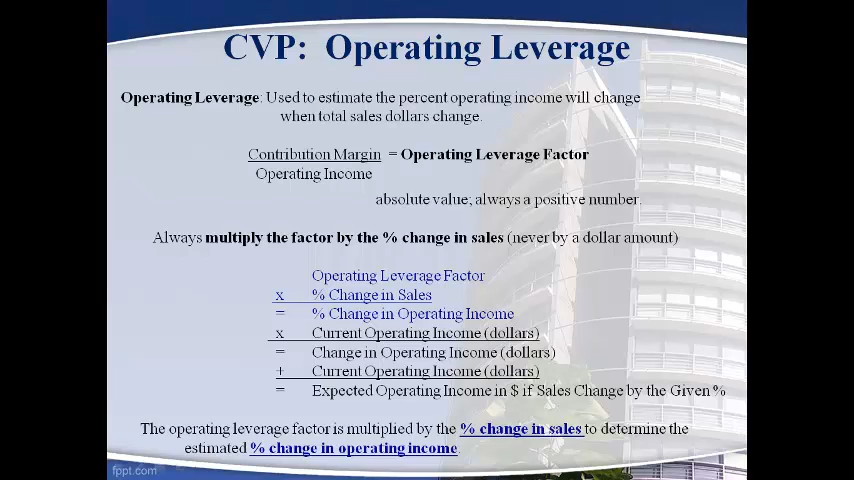 CVP: Operating Leverage
Operating Leverage: Used to estimate the percent operating income will change
when total sales dollars change.
Contribution Margin = Operating Leverage Factor
Operating Income
absolute value; always a positive number.
Always multiply the factor by the % change in sales (never by a dollar amount)
Operating Leverage Factor
x % Change in Sales
= % Change in Operating Income
x Current Operating Income (dollars)
= Change in Operating Income (dollars)
+ Current Operating Income (dollars)
= Expected Operating Income in $ if Sales Change by the Given %
The operating leverage factor is multiplied by the % change in sales to determine the
estimated % change in operating income.
fppt.com